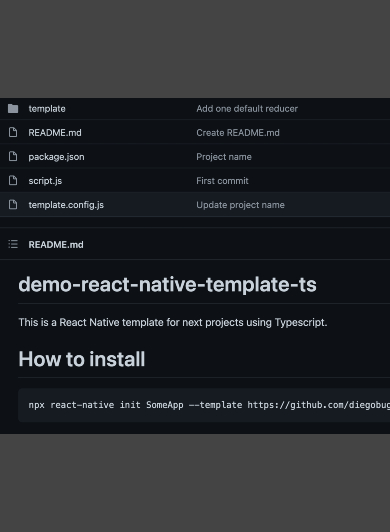 template Add one default reducer
README.md Create README.md
package.json Project name
script.js First commit
template.config.js Update project name
README.md
demo-react-native-template-ts
This is a React Native template for next projects using Typescript.
How to install
npx react-native init SomeApp --template https://github.com/diegobug